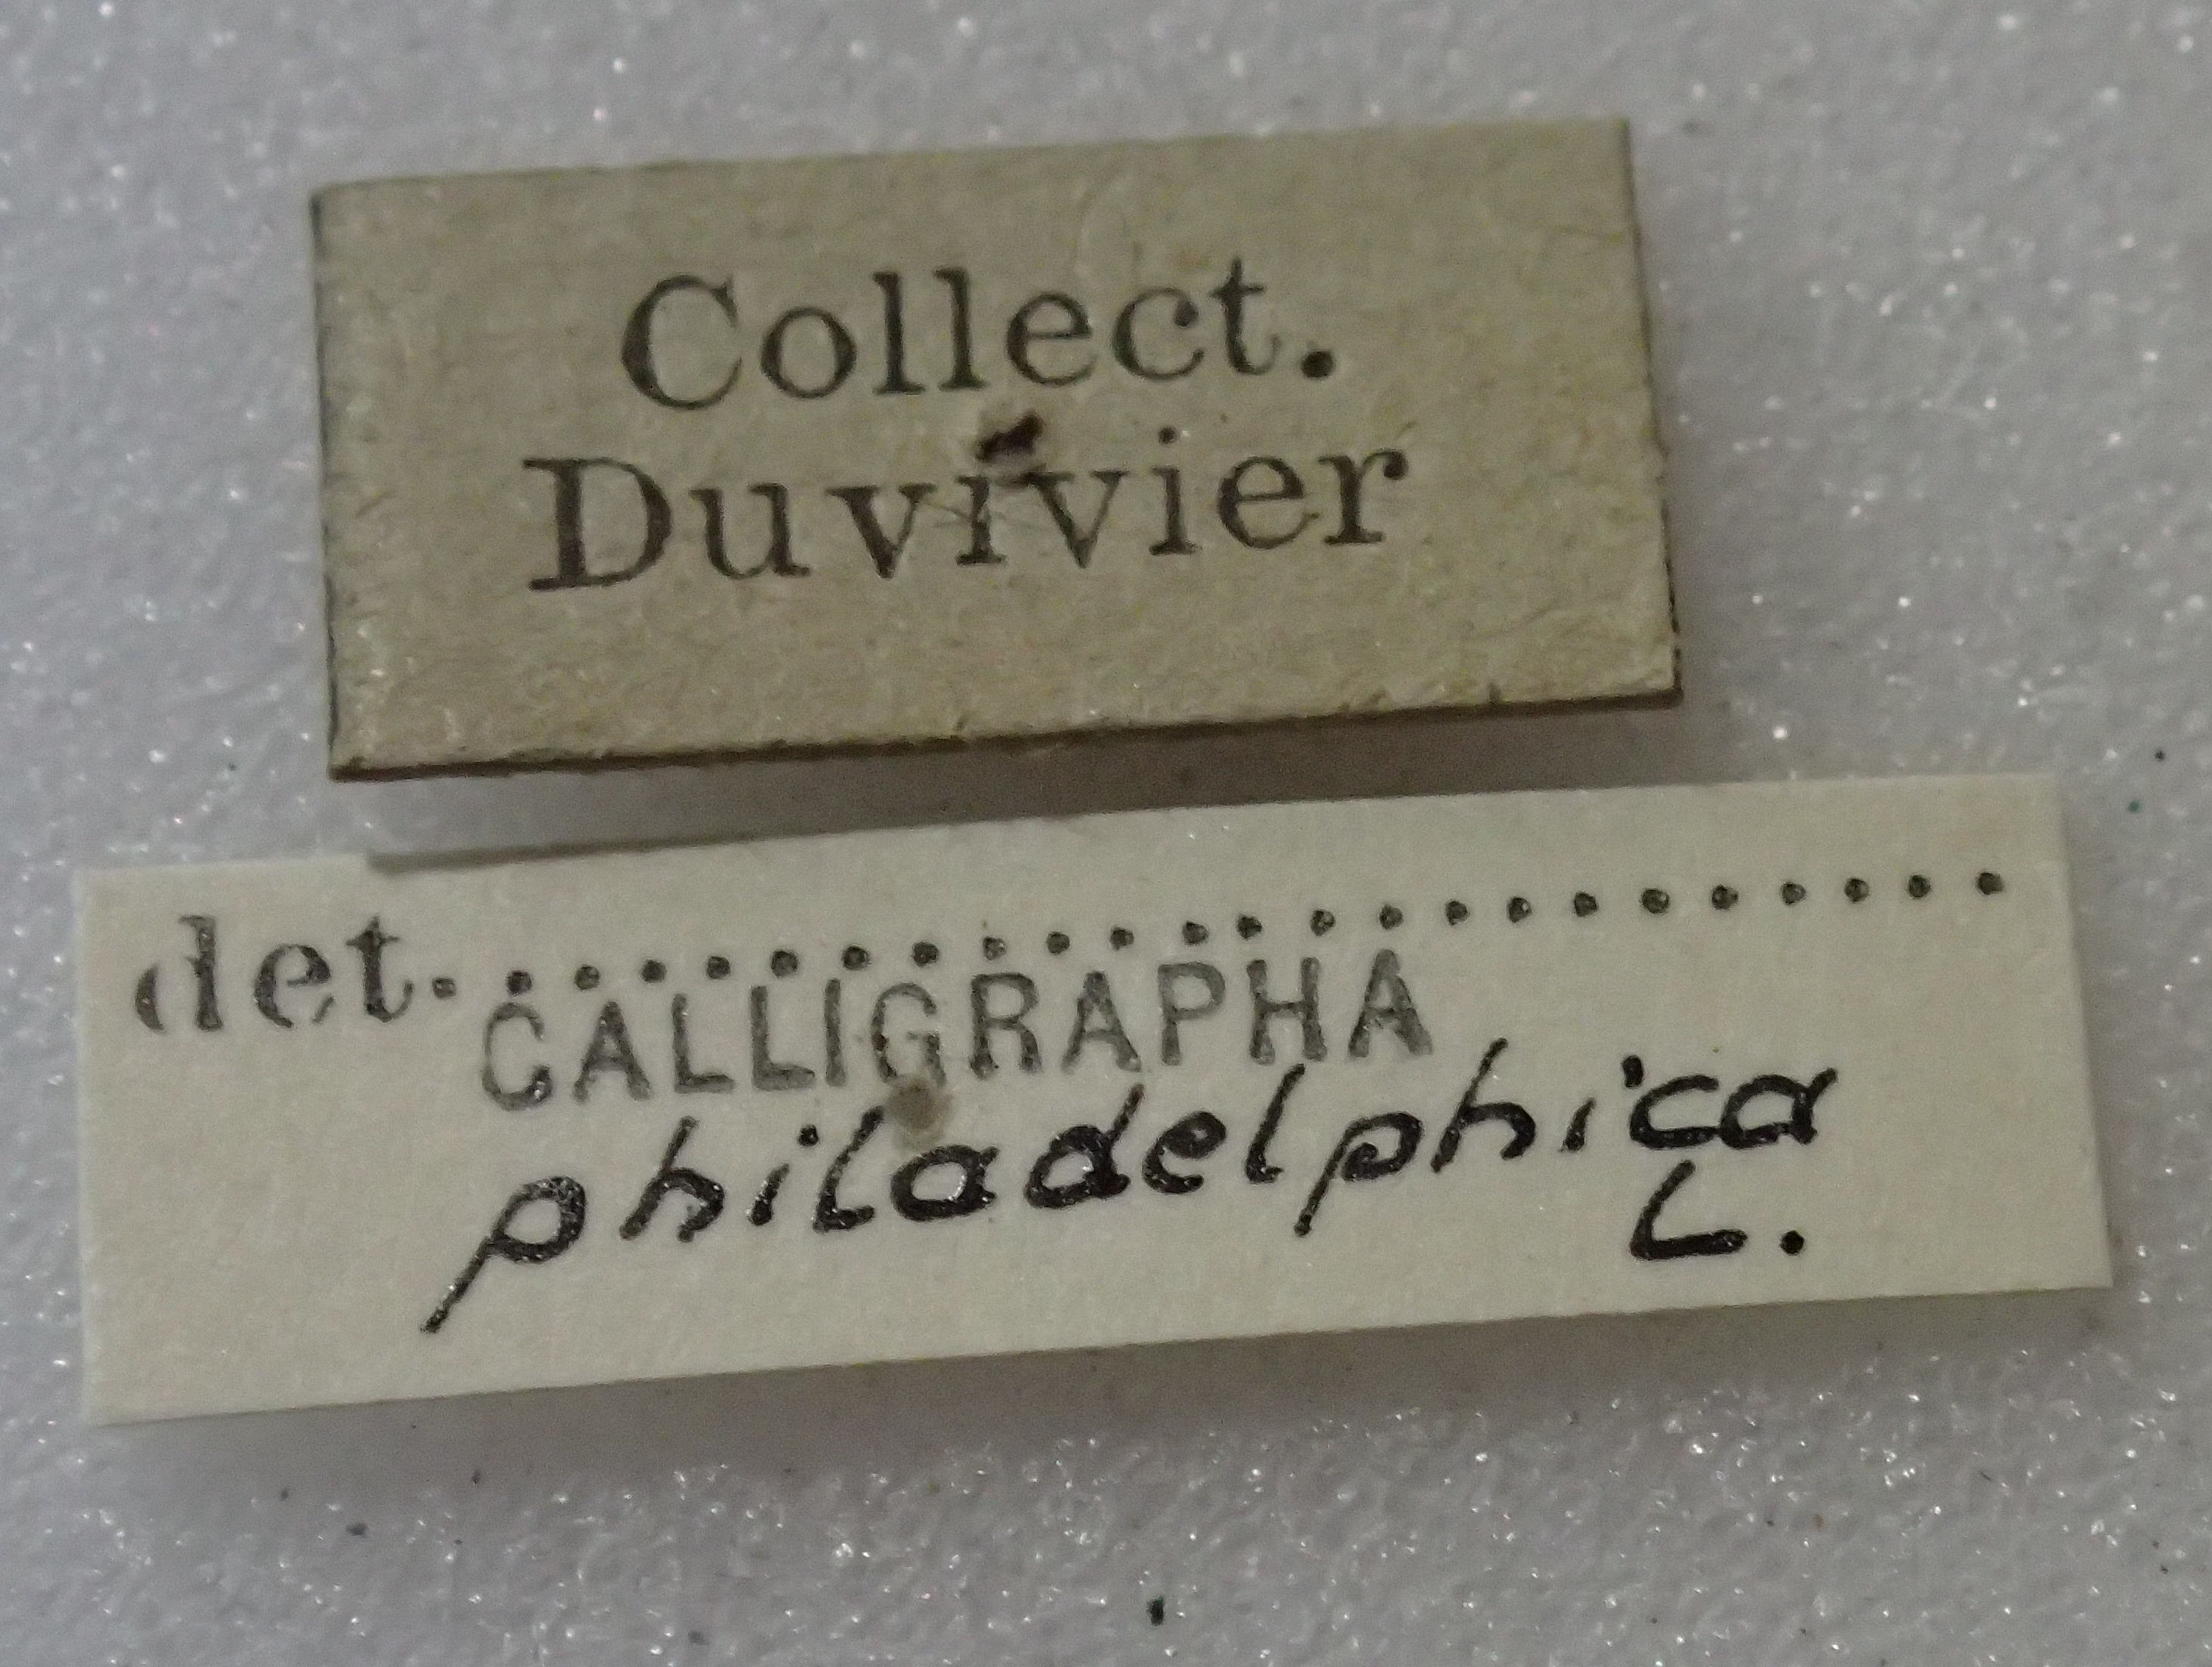 Collect.
Duvivier
det.........................
CALLIGRAPHA
philadelphica
L.